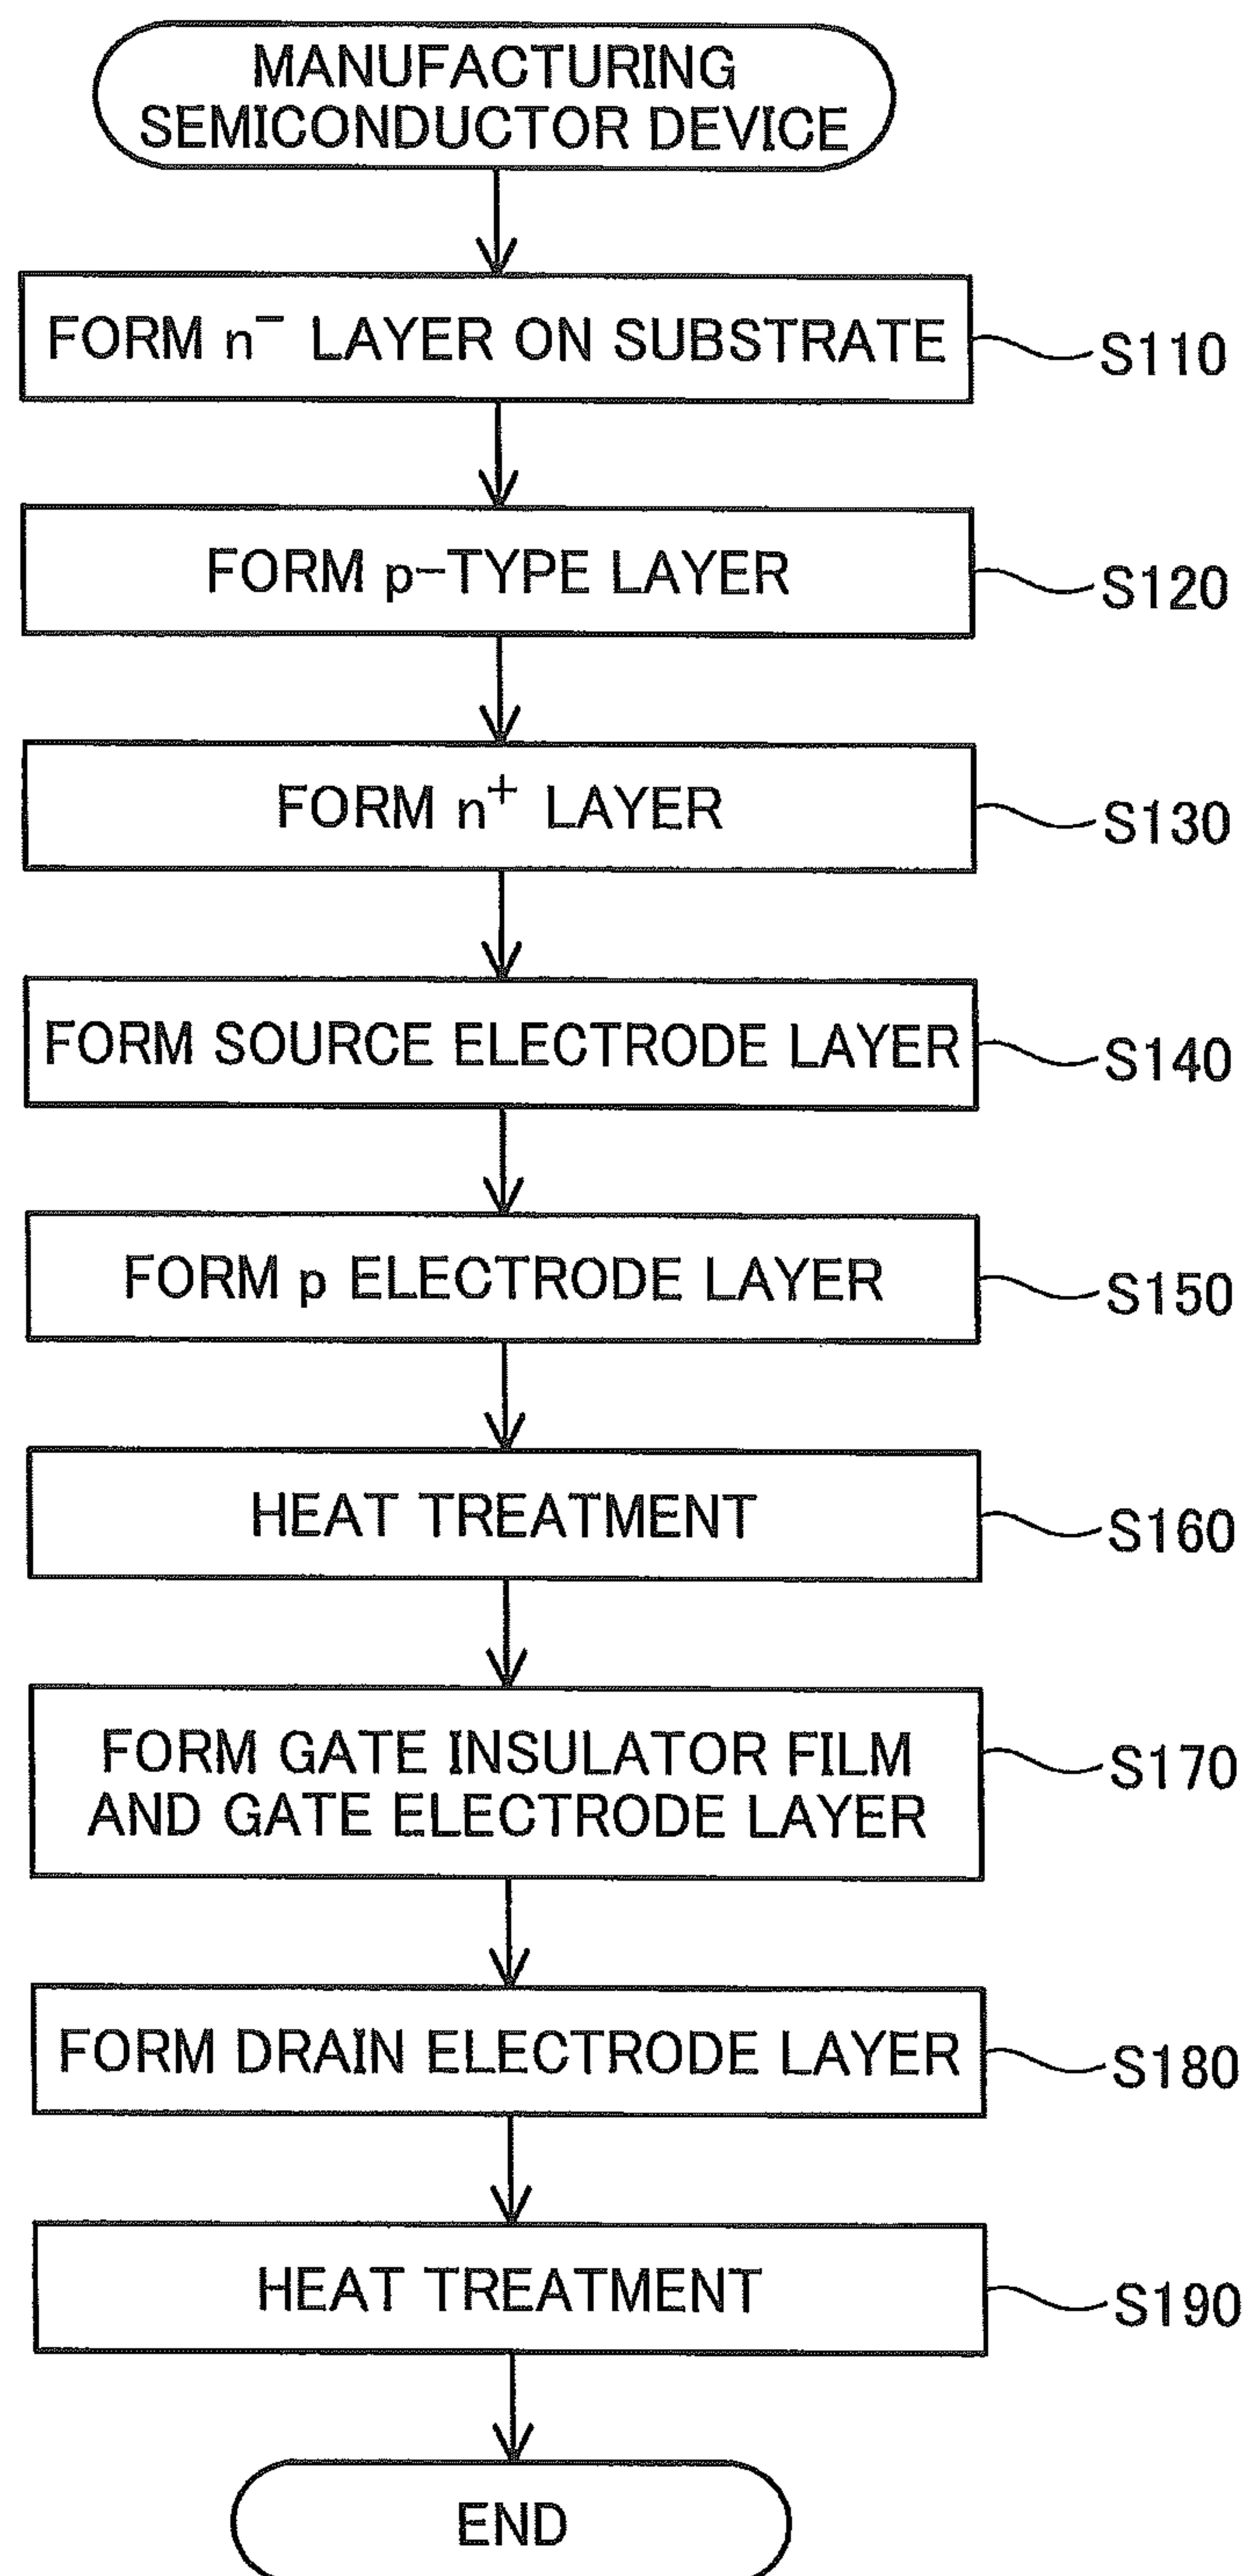 MANUFACTURING
SEMICONDUCTOR DEVICE
FORM n⁻ LAYER ON SUBSTRATE
S110
FORM p-TYPE LAYER
S120
FORM n⁺ LAYER
S130
FORM SOURCE ELECTRODE LAYER
S140
FORM p ELECTRODE LAYER
S150
HEAT TREATMENT
S160
FORM GATE INSULATOR FILM
AND GATE ELECTRODE LAYER
S170
FORM DRAIN ELECTRODE LAYER
S180
HEAT TREATMENT
S190
END